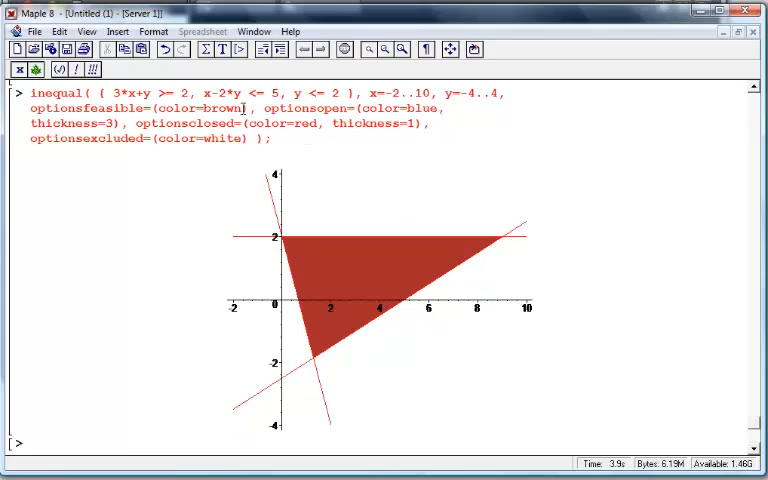 Maple 8 - [Untitled (1) - [Server 1]]
File Edit View Insert Format Spreadsheet Window Help
> inequal( { 3*x+y >= 2, x-2*y <= 5, y <= 2 }, x=-2..10, y=-4..4,
optionsfeasible=(color=brown), optionsopen=(color=blue,
thickness=3), optionsclosed=(color=red, thickness=1),
optionsexcluded=(color=white) );
4
2
-2 0 2 4 6 8 10
-2
-4
[>
Time: 3.9s Bytes: 6.19M Available: 1.46G